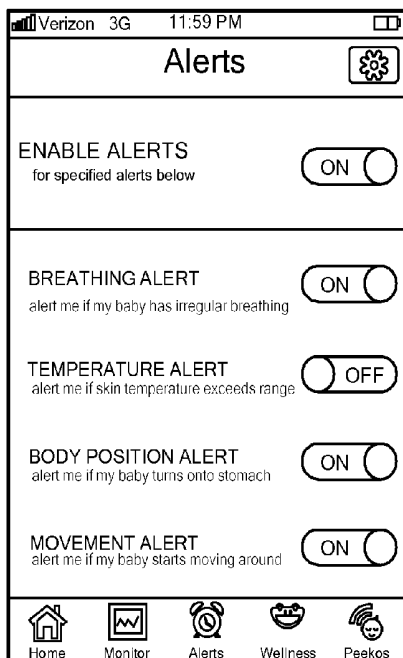 Verizon 3G 11:59 PM
Alerts
ENABLE ALERTS
for specified alerts below
ON
BREATHING ALERT
alert me if my baby has irregular breathing
ON
TEMPERATURE ALERT
alert me if skin temperature exceeds range
OFF
BODY POSITION ALERT
alert me if my baby turns onto stomach
ON
MOVEMENT ALERT
alert me if my baby starts moving around
ON
Home Monitor Alerts Wellness Peekos